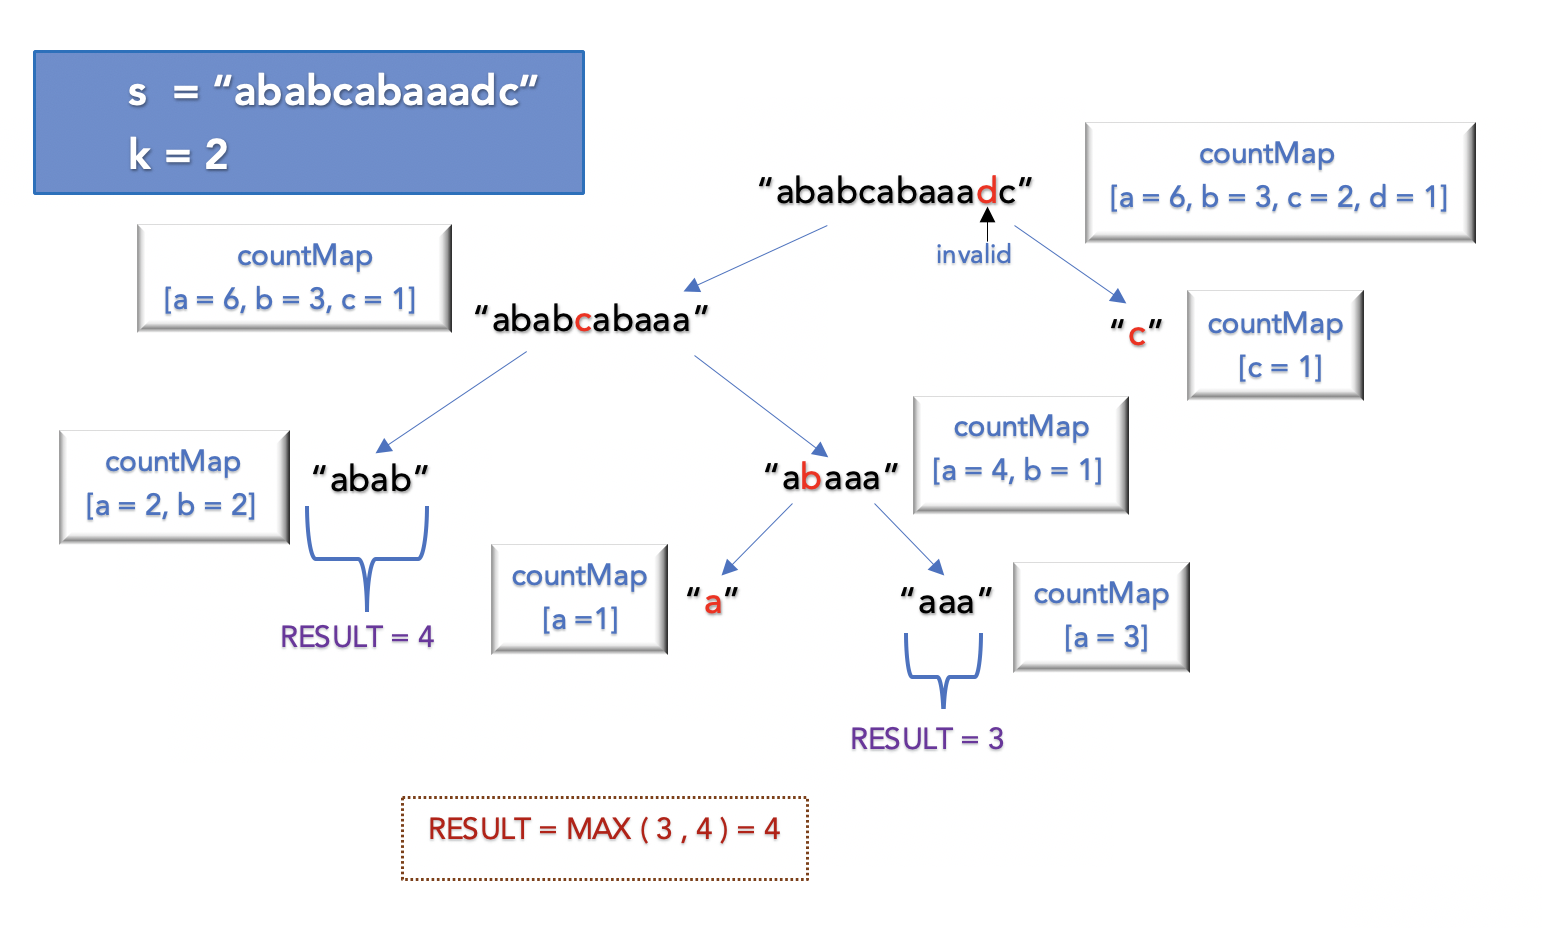 s = “ababcabaaadc”
k = 2
“ababcabaaadc”
invalid
countMap
[a = 6, b = 3, c = 2, d = 1]
countMap
[a = 6, b = 3, c = 1]
“ababcabaaa”
“c”
countMap
[c = 1]
countMap
[a = 2, b = 2]
“abab”
RESULT = 4
“abaaa”
countMap
[a = 4, b = 1]
countMap
[a =1]
“a”
“aaa”
countMap
[a = 3]
RESULT = 3
RESULT = MAX ( 3 , 4 ) = 4